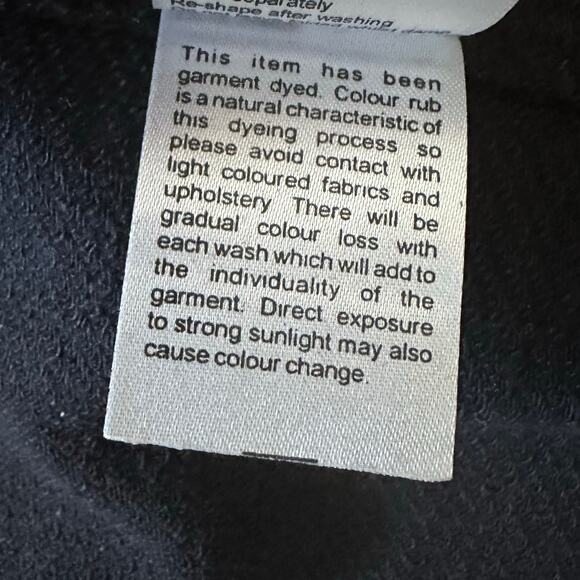 Re-shape after washing
This item has been
garment dyed. Colour rub
is a natural characteristic of
this dyeing process so
please avoid contact with
light coloured fabrics and
upholstery. There will be
gradual colour loss with
each wash which will add to
the individuality of the
garment. Direct exposure
to strong sunlight may also
cause colour change.